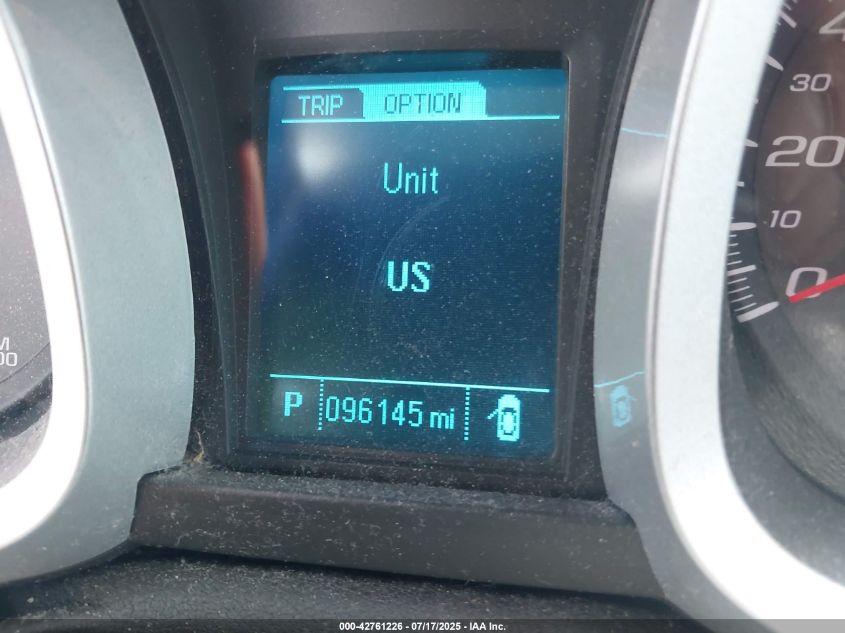 TRIP OPTION
Unit
US
P 096145 mi
30
20
10
0
000-42761226 - 07/17/2025 - IAA Inc.